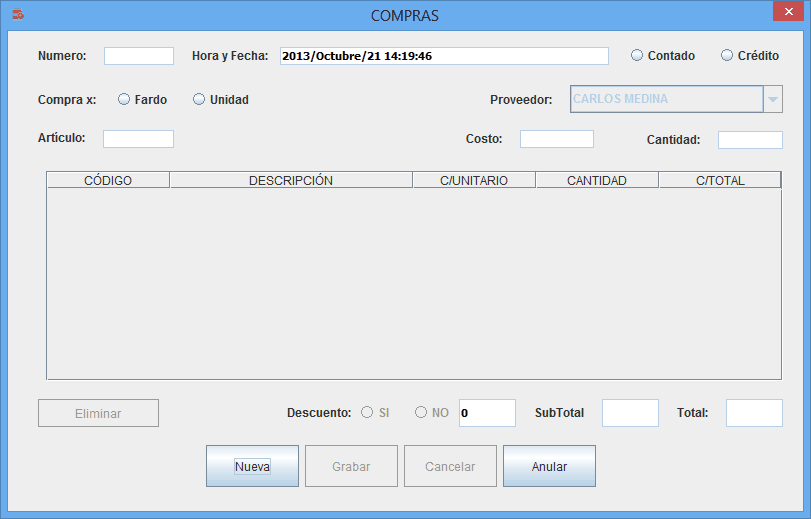 COMPRAS
Numero: Hora y Fecha: 2013/Octubre/21 14:19:46 Contado Crédito
Compra x: Fardo Unidad Proveedor: CARLOS MEDINA
Artículo: Costo: Cantidad:
CÓDIGO DESCRIPCIÓN C/UNITARIO CANTIDAD C/TOTAL
Eliminar Descuento: SI NO 0 SubTotal Total:
Nueva Grabar Cancelar Anular